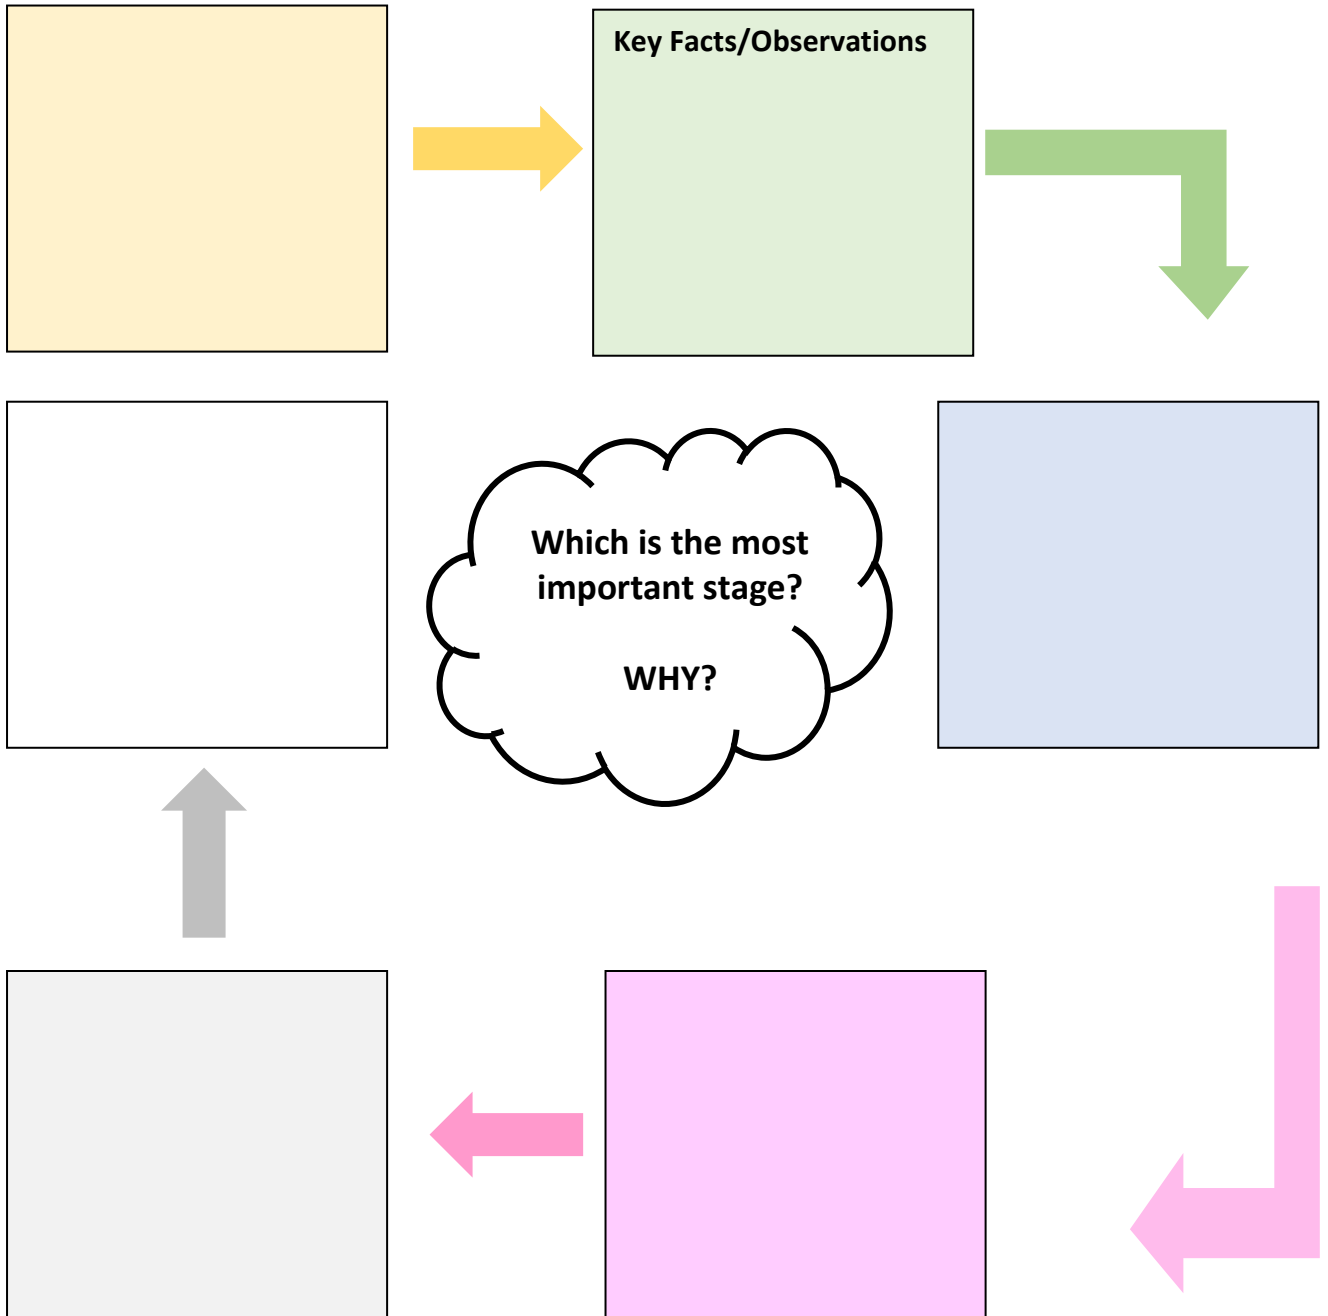 Key Facts/Observations
Which is the most
important stage?
WHY?